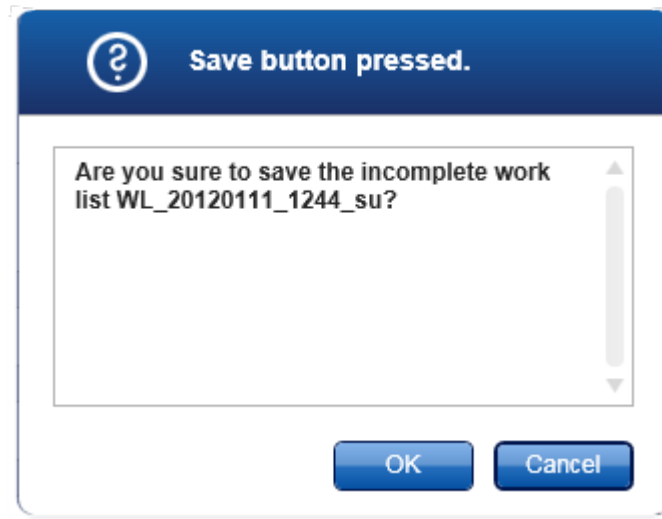 Save button pressed.
Are you sure to save the incomplete work
list WL_20120111_1244_su?
OK
Cancel